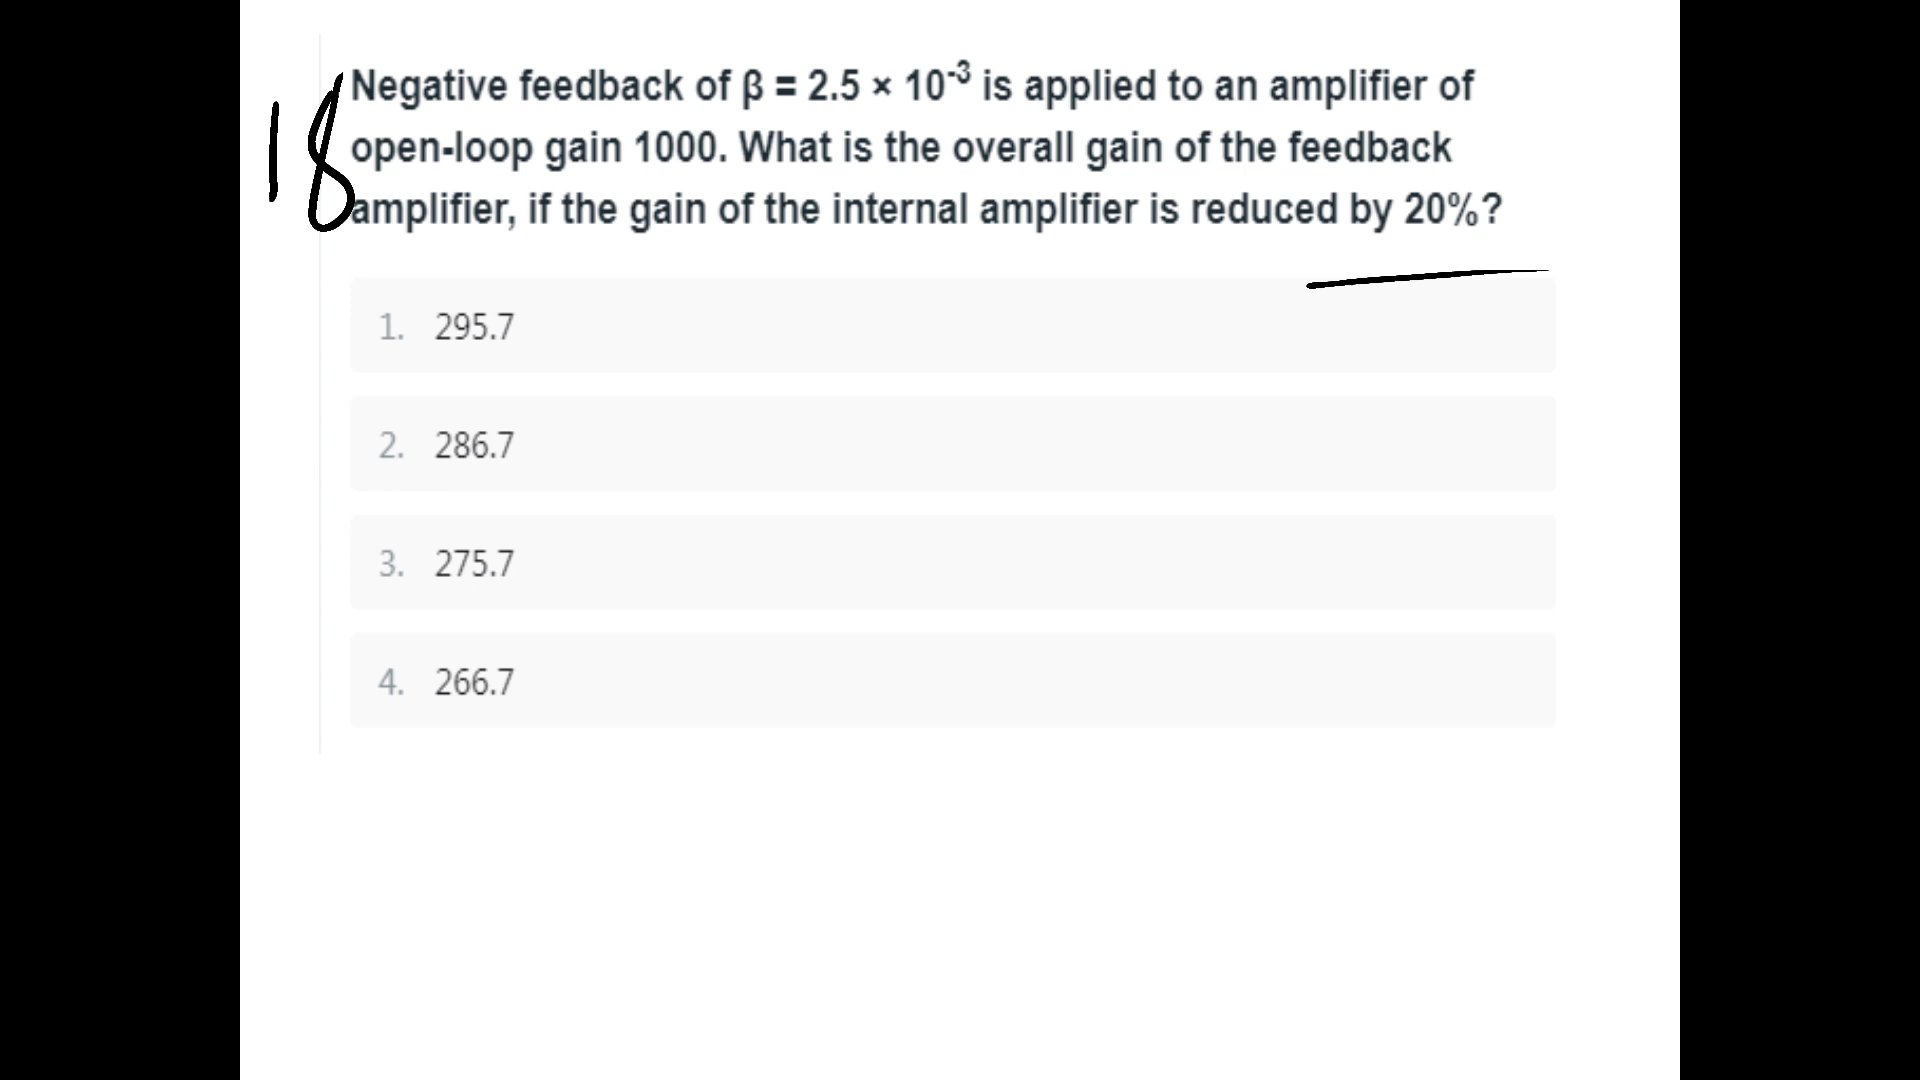 18
Negative feedback of β = 2.5 × 10⁻³ is applied to an amplifier of
open-loop gain 1000. What is the overall gain of the feedback
amplifier, if the gain of the internal amplifier is reduced by 20%?
1. 295.7
2. 286.7
3. 275.7
4. 266.7